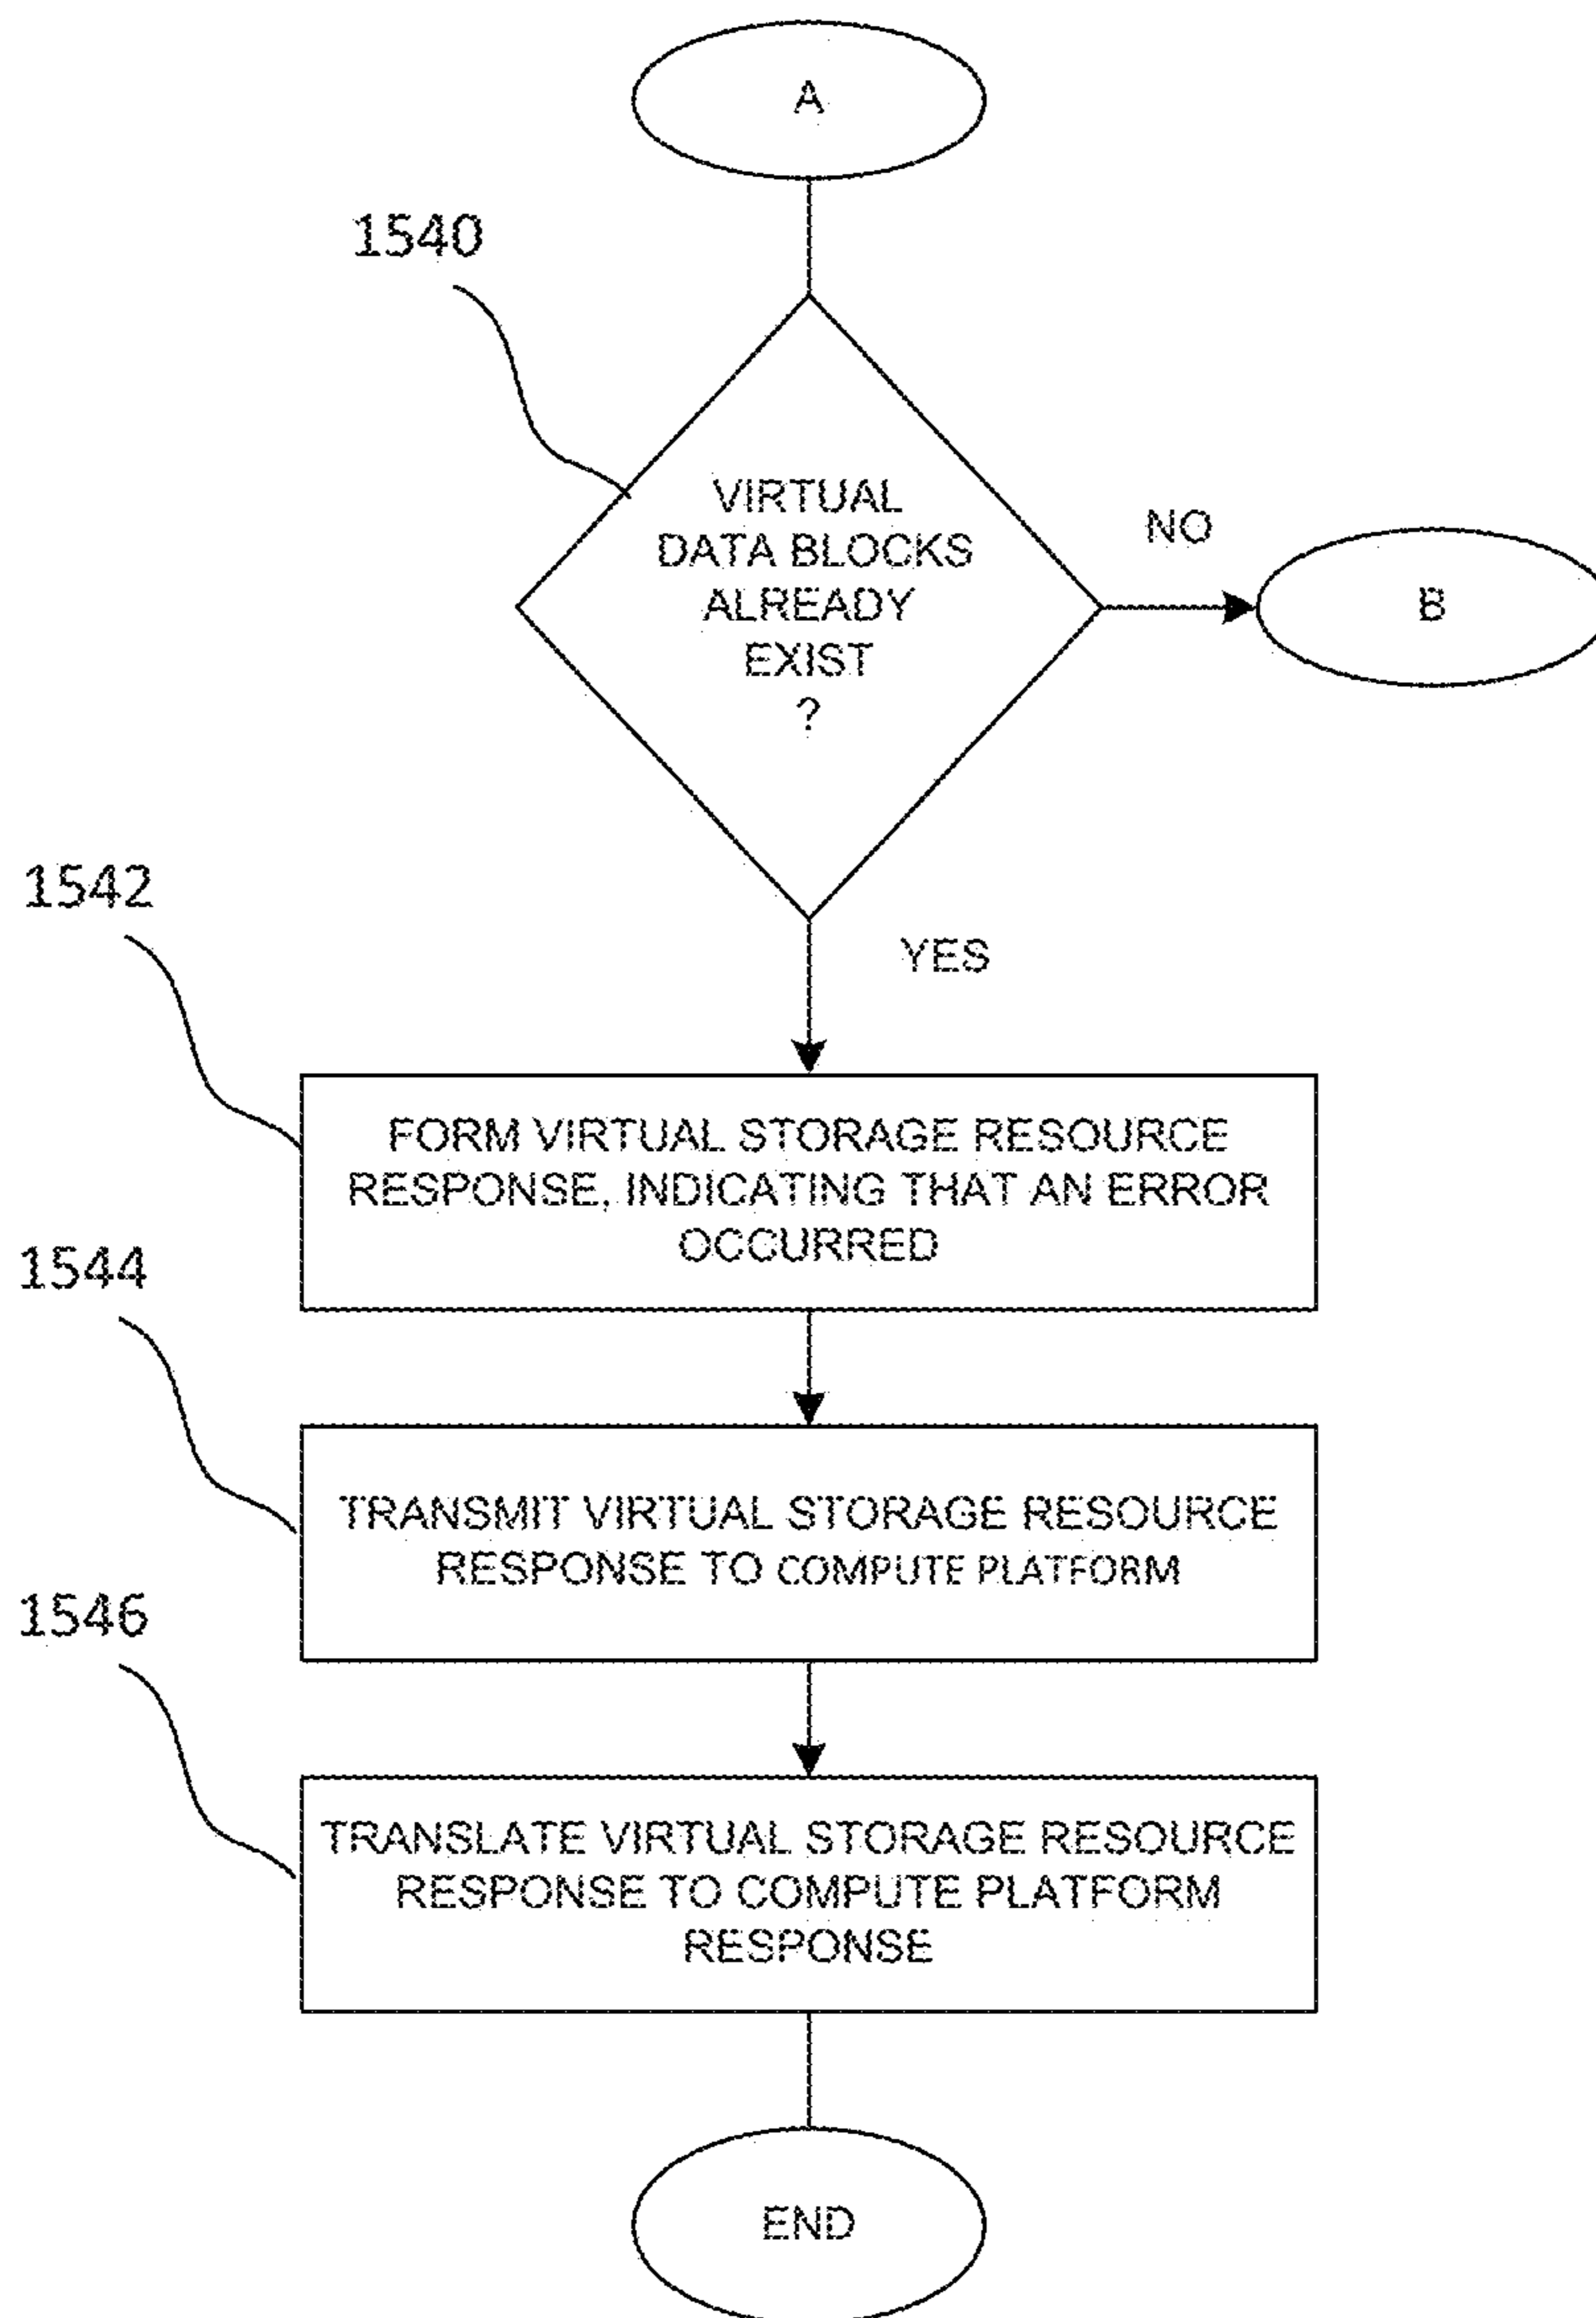 A
1540
VIRTUAL
DATA BLOCKS
ALREADY
EXIST
?
NO
B
1542
YES
FORM VIRTUAL STORAGE RESOURCE
RESPONSE, INDICATING THAT AN ERROR
OCCURRED
1544
TRANSMIT VIRTUAL STORAGE RESOURCE
RESPONSE TO COMPUTE PLATFORM
1546
TRANSLATE VIRTUAL STORAGE RESOURCE
RESPONSE TO COMPUTE PLATFORM
RESPONSE
END